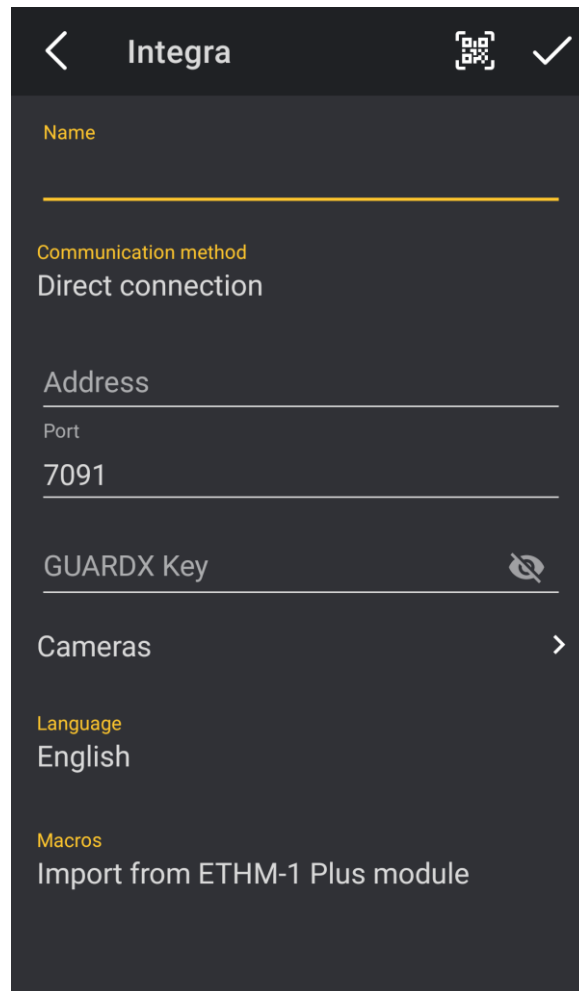 Integra
Name
Communication method
Direct connection
Address
Port
7091
GUARDX Key
Cameras
Language
English
Macros
Import from ETHM-1 Plus module